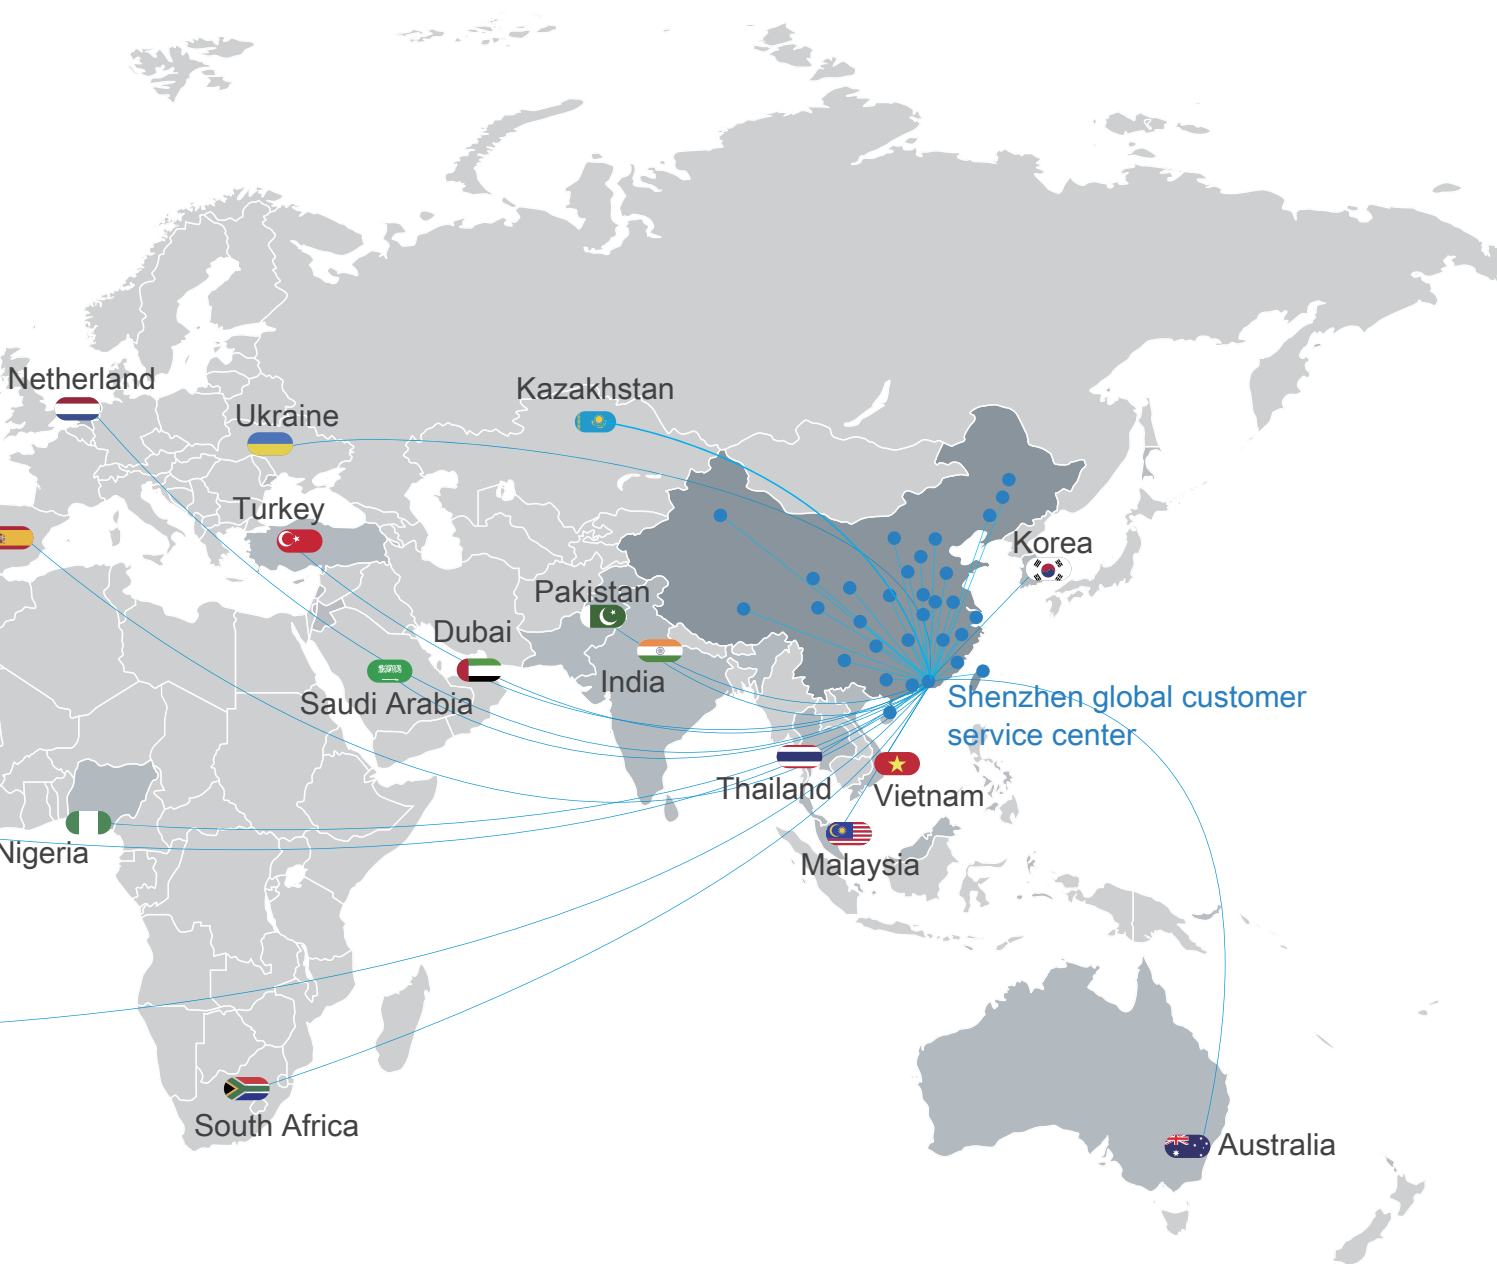 Netherland
Kazakhstan
Ukraine
Turkey
Korea
Pakistan
Dubai
India
Saudi Arabia
Shenzhen global customer
service center
Thailand
Vietnam
Nigeria
Malaysia
South Africa
Australia